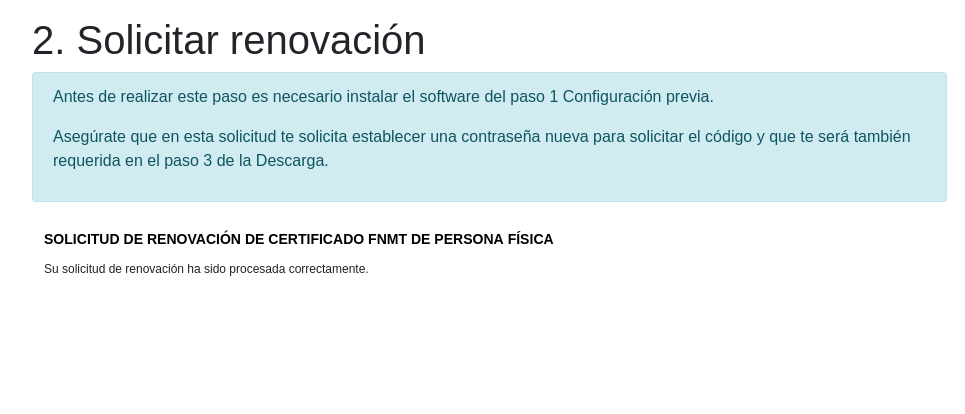 2. Solicitar renovación
Antes de realizar este paso es necesario instalar el software del paso 1 Configuración previa.
Asegúrate que en esta solicitud te solicita establecer una contraseña nueva para solicitar el código y que te será también
requerida en el paso 3 de la Descarga.
SOLICITUD DE RENOVACIÓN DE CERTIFICADO FNMT DE PERSONA FÍSICA
Su solicitud de renovación ha sido procesada correctamente.